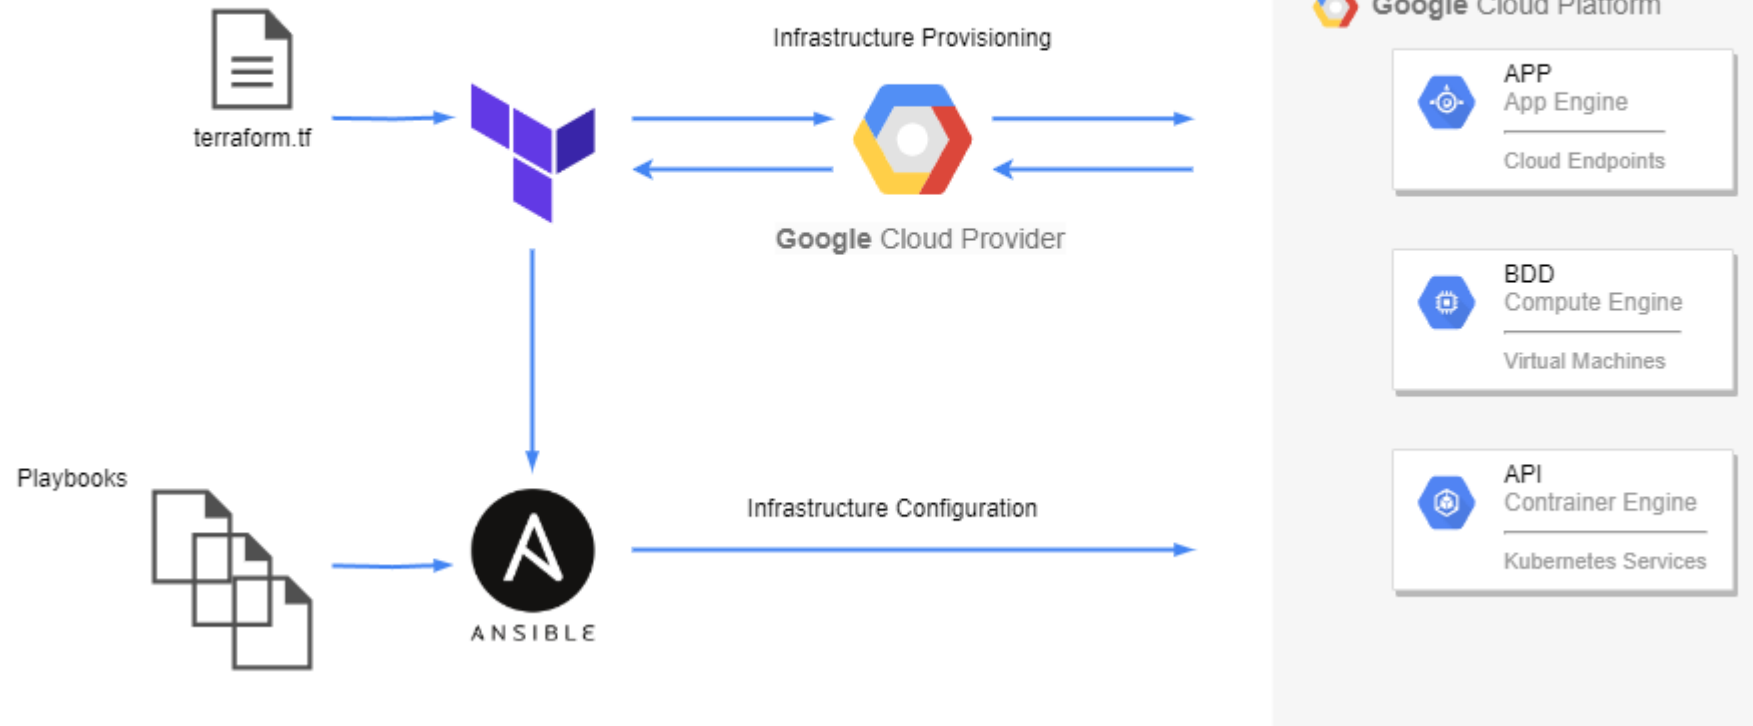 Google Cloud Platform
Infrastructure Provisioning
terraform.tf
Google Cloud Provider
APP
App Engine
Cloud Endpoints
BDD
Compute Engine
Virtual Machines
Playbooks
ANSIBLE
Infrastructure Configuration
API
Contrainer Engine
Kubernetes Services